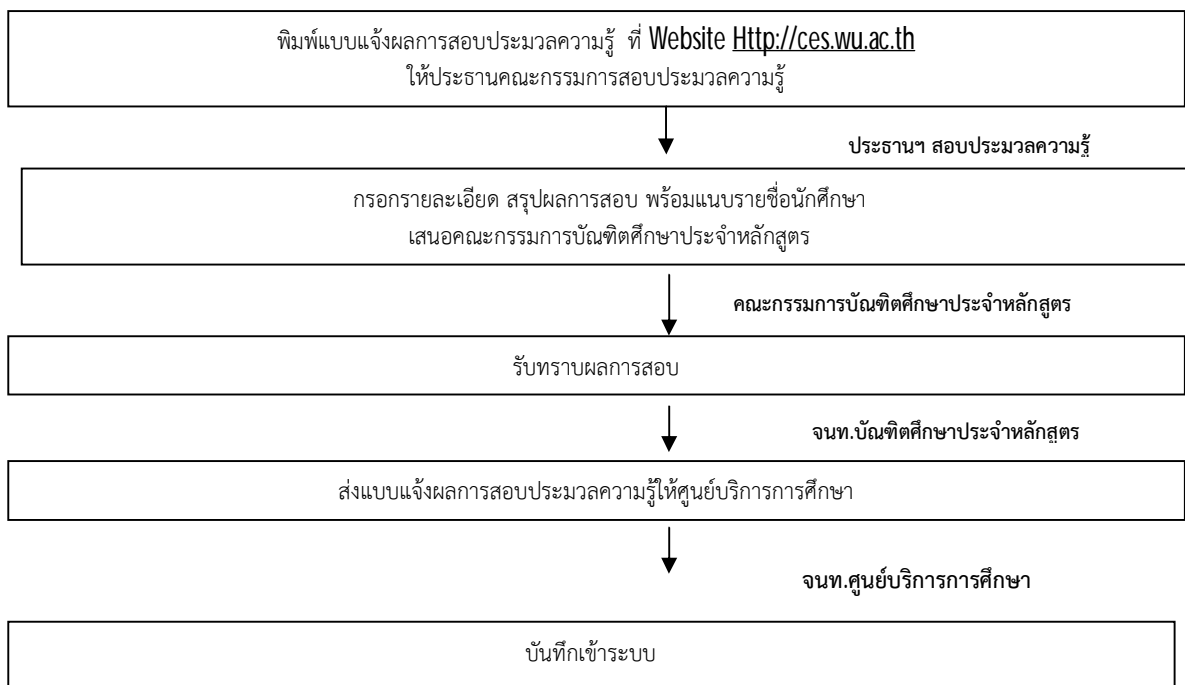 พิมพ์แบบแจ้งผลการสอบประมวลความรู้ ที่ Website Http://ces.wu.ac.th
ให้ประธานคณะกรรมการสอบประมวลความรู้
ประธานฯ สอบประมวลความรู้
กรอกรายละเอียด สรุปผลการสอบ พร้อมแนบรายชื่อนักศึกษา
เสนอคณะกรรมการบัณฑิตศึกษาประจำหลักสูตร
คณะกรรมการบัณฑิตศึกษาประจำหลักสูตร
รับทราบผลการสอบ
จนท.บัณฑิตศึกษาประจำหลักสูตร
ส่งแบบแจ้งผลการสอบประมวลความรู้ให้ศูนย์บริการการศึกษา
จนท.ศูนย์บริการการศึกษา
บันทึกเข้าระบบ